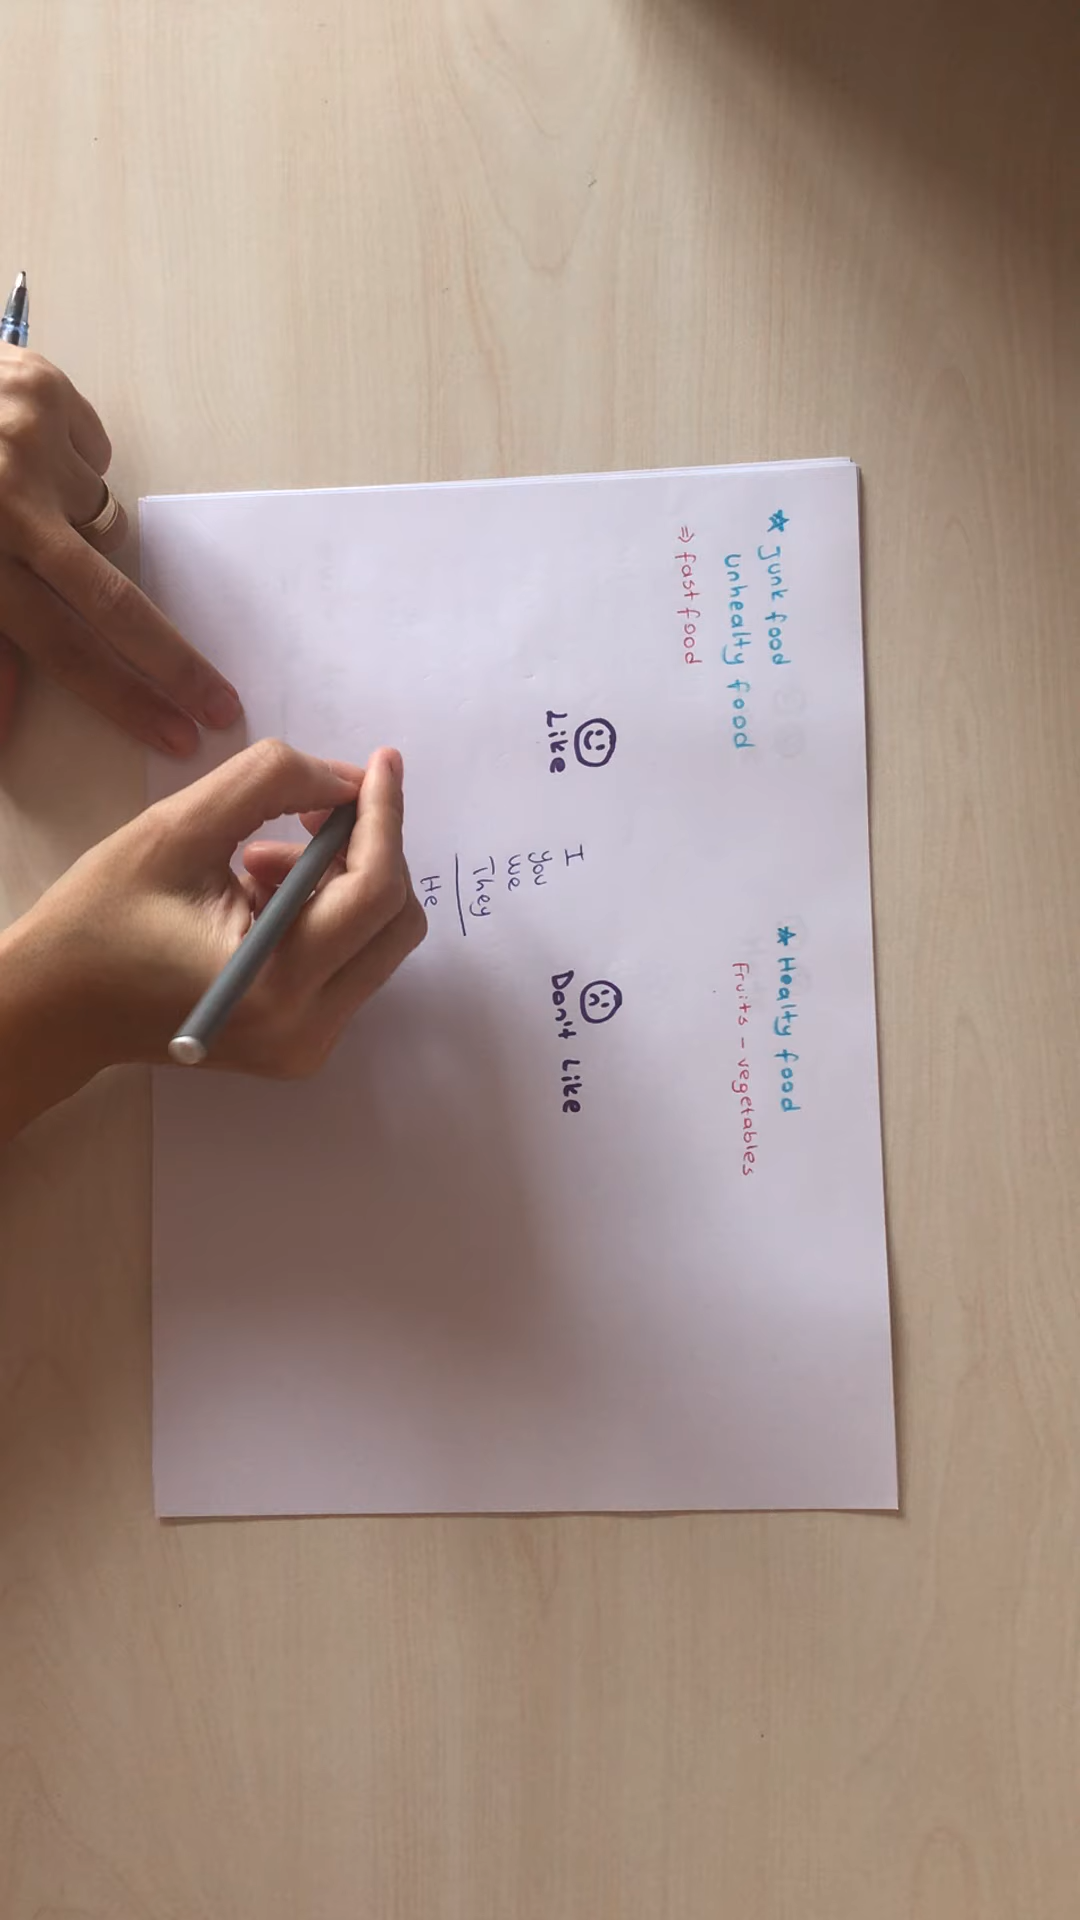 ★ Junk food
unhealty food
⇒ fast food
★ Healty food
Fruits - vegetables
Like
Don't Like
I
you
we
They
He